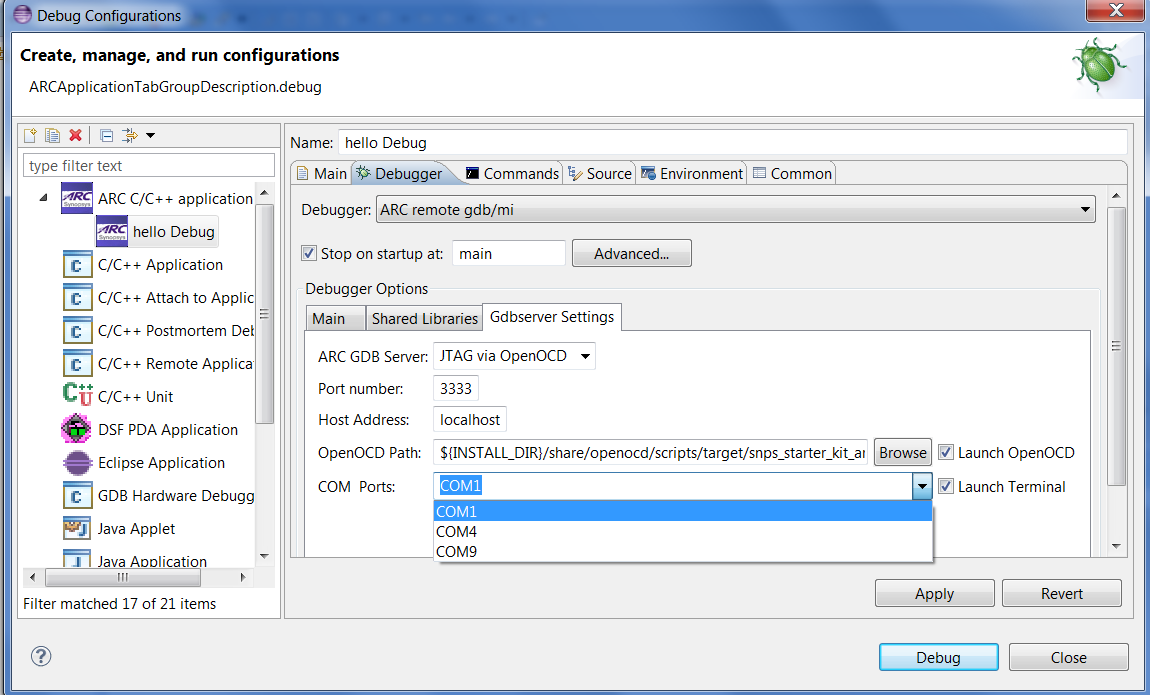 Debug Configurations
Create, manage, and run configurations
ARCApplicationTabGroupDescription.debug
type filter text
ARC C/C++ application
hello Debug
C/C++ Application
C/C++ Attach to Applic
C/C++ Postmortem Deb
C/C++ Remote Applica
C/C++ Unit
DSF PDA Application
Eclipse Application
GDB Hardware Debugg
Java Applet
Java Application
Filter matched 17 of 21 items
Name: hello Debug
Main Debugger Commands Source Environment Common
Debugger: ARC remote gdb/mi
Stop on startup at: main Advanced...
Debugger Options
Main Shared Libraries Gdbserver Settings
ARC GDB Server: JTAG via OpenOCD
Port number: 3333
Host Address: localhost
OpenOCD Path: ${INSTALL_DIR}/share/openocd/scripts/target/snps_starter_kit_ar Browse Launch OpenOCD
COM Ports: COM1 Launch Terminal
COM1
COM4
COM9
Apply Revert
Debug Close